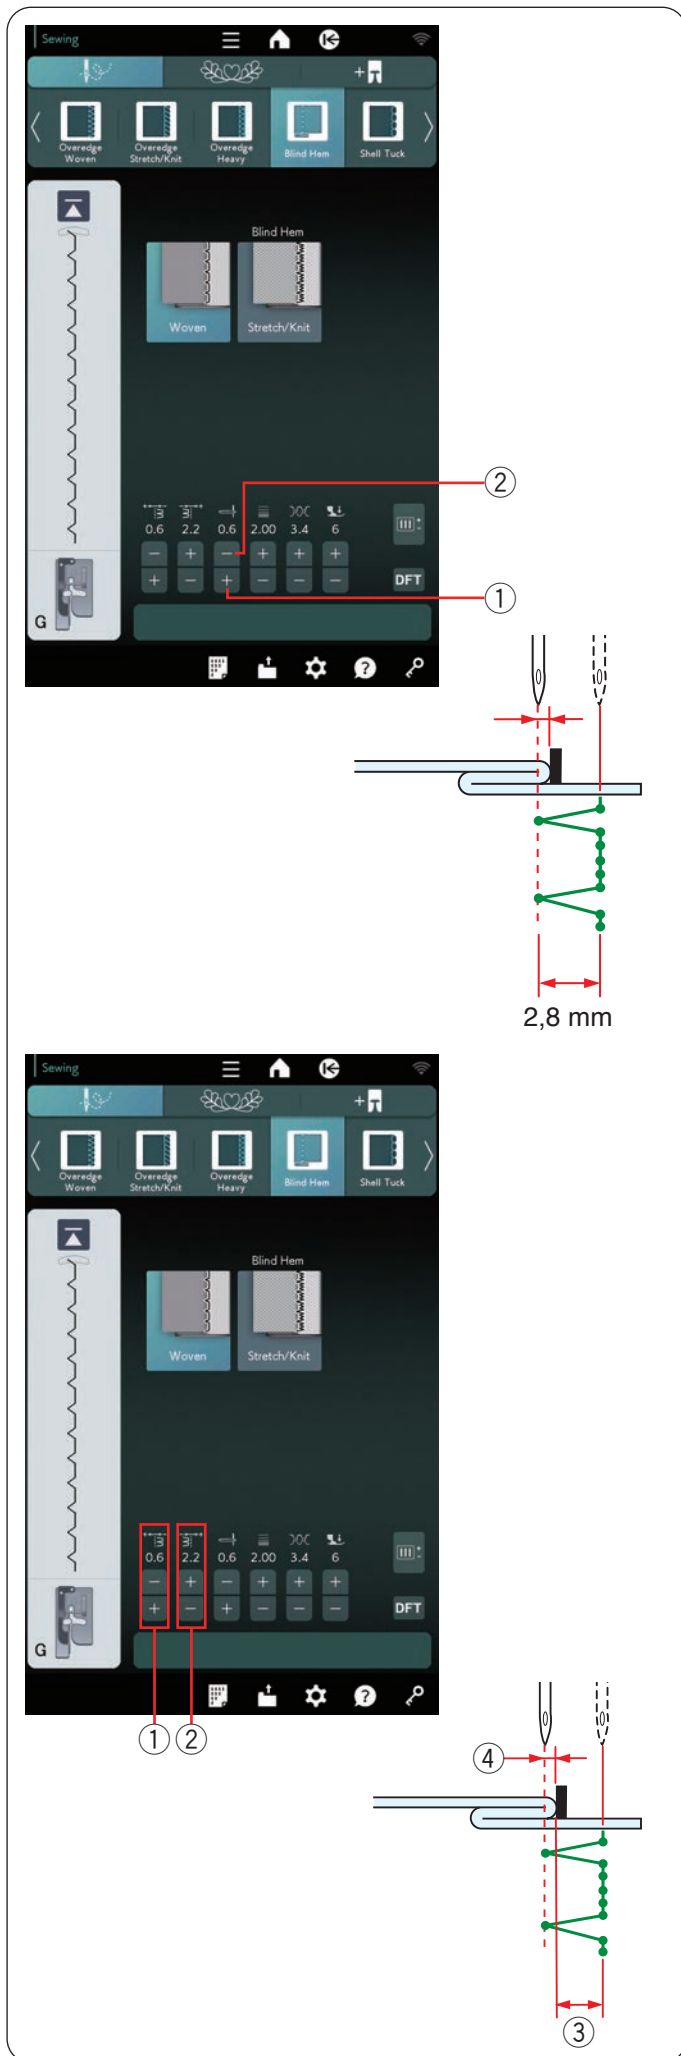 Sewing
Overedge Woven
Overedge Stretch/Knit
Overedge Heavy
Blind Hem
Shell Tuck
Blind Hem
Woven
Stretch/Knit
②
0.6 2.2 0.6 2.00 3.4 6
DFT
①
G
2,8 mm
Sewing
Overedge Woven
Overedge Stretch/Knit
Overedge Heavy
Blind Hem
Shell Tuck
Blind Hem
Woven
Stretch/Knit
0.6 2.2 0.6 2.00 3.4 6
DFT
G
① ②
④
③